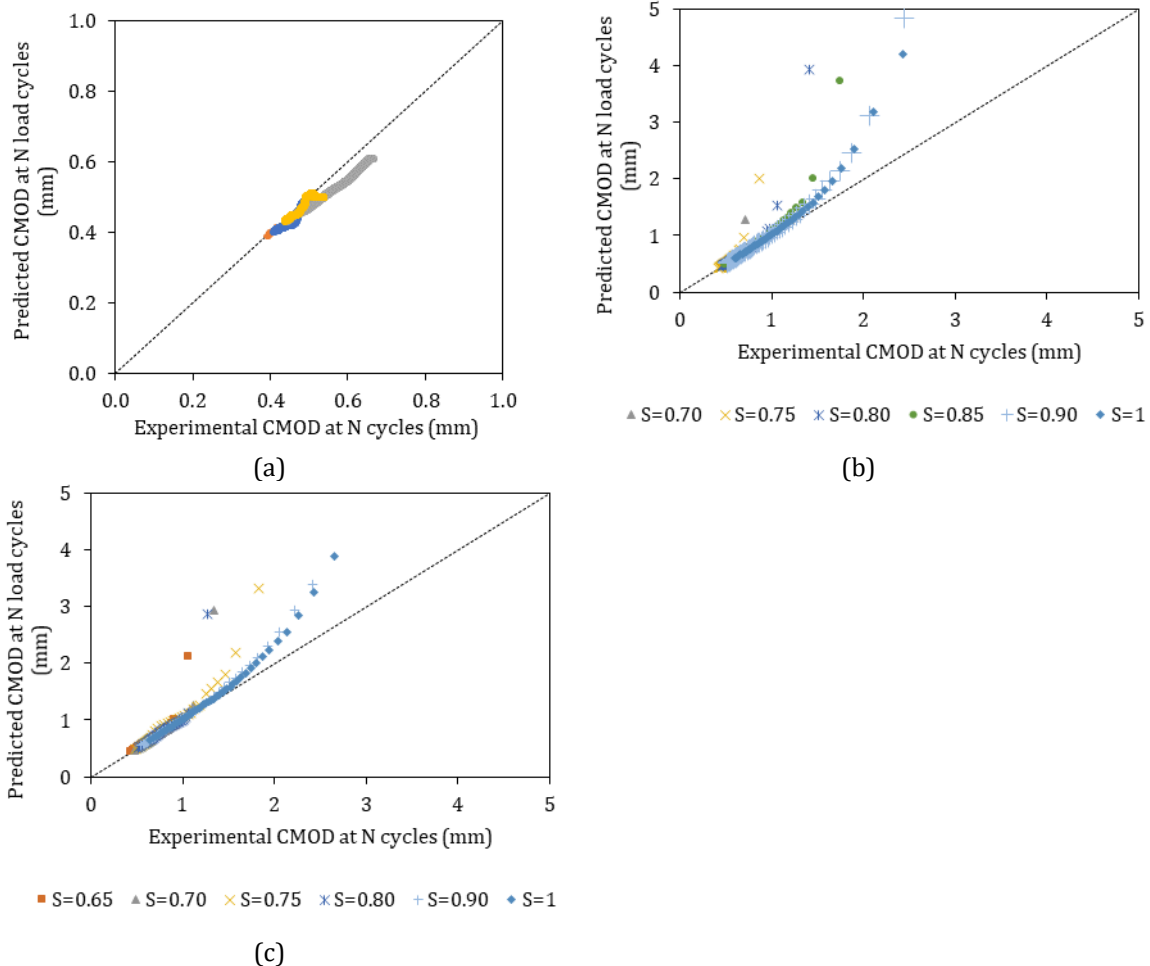 Predicted CMOD at N load cycles
(mm)
1.0
0.8
0.6
0.4
0.2
0.0
0.0 0.2 0.4 0.6 0.8 1.0
Experimental CMOD at N cycles (mm)
(a)
Predicted CMOD at N load cycles
(mm)
5
4
3
2
1
0
0 1 2 3 4 5
Experimental CMOD at N cycles (mm)
S=0.70 S=0.75 S=0.80 S=0.85 S=0.90 S=1
(b)
Predicted CMOD at N load cycles
(mm)
5
4
3
2
1
0
0 1 2 3 4 5
Experimental CMOD at N cycles (mm)
S=0.65 S=0.70 S=0.75 S=0.80 S=0.90 S=1
(c)